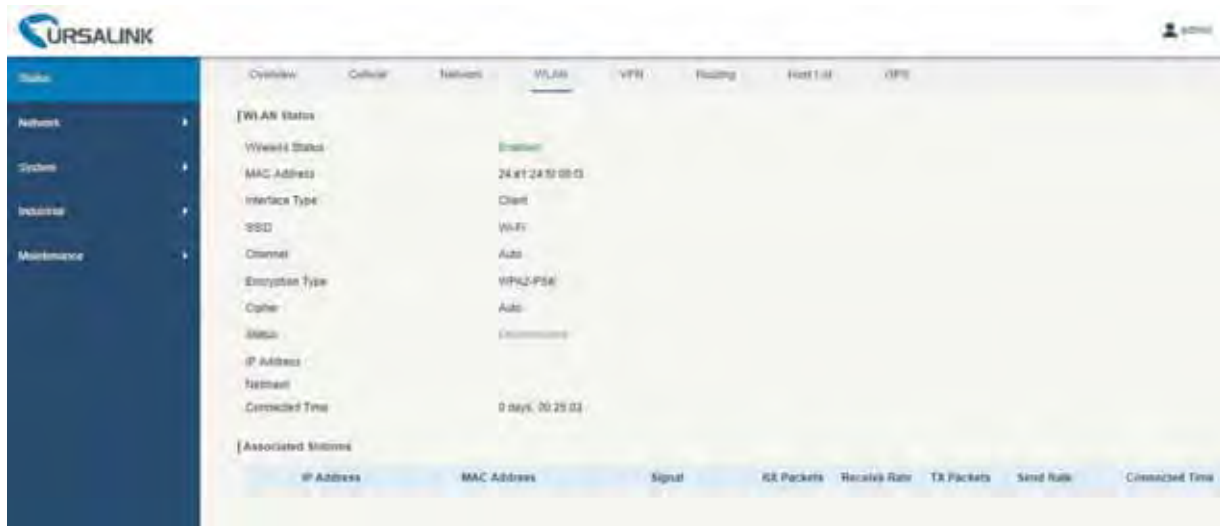 URSALINK
admin
Status
Network
System
Industrial
Maintenance
Overview Cellular Network WLAN VPN Routing Host List GPS
WLAN Status
Wireless Status Enabled
MAC Address
Interface Type Client
SSID Wi-Fi
Channel Auto
Encryption Type WPA2-PSK
Cipher Auto
Status Disconnected
IP Address
Netmask
Connected Time 0 days, 00:25:03
Associated Stations
IP Address MAC Address Signal RX Packets Receive Rate TX Packets Send Rate Connected Time